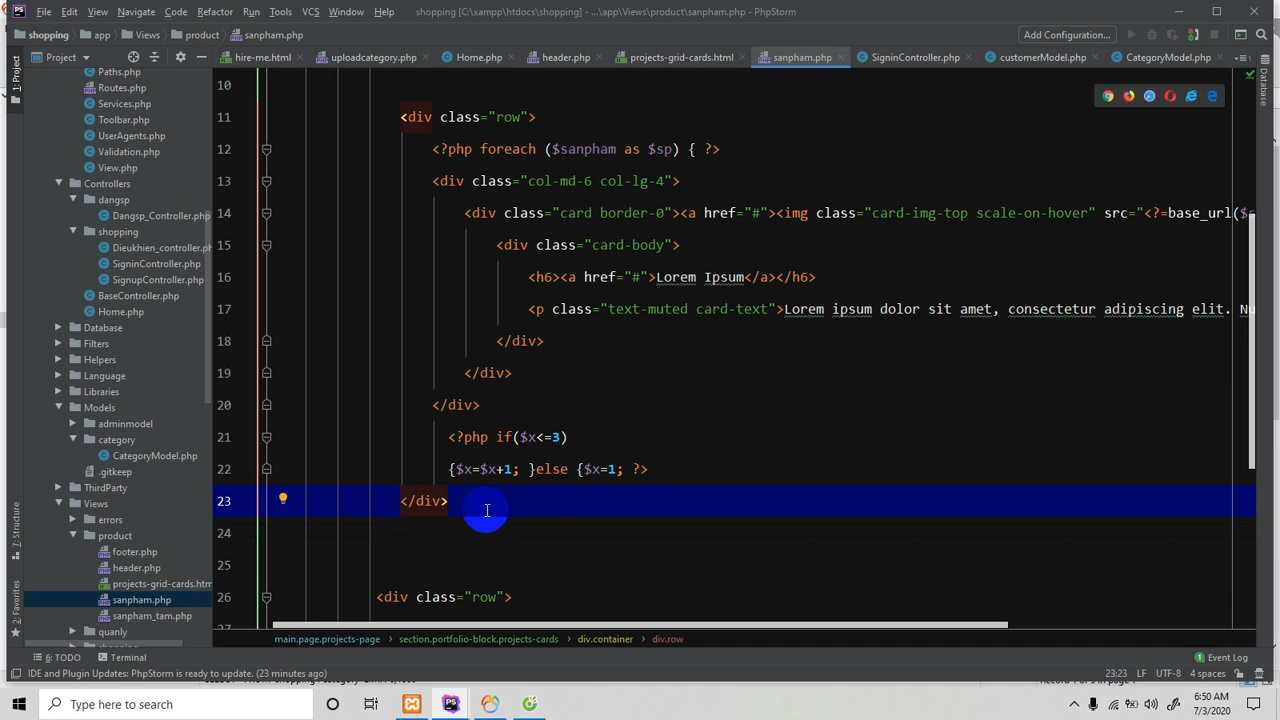 PS File Edit View Navigate Code Refactor Run Tools VCS Window Help shopping [C:\xampp\htdocs\shopping] - ...\app\Views\product\sanpham.php - PhpStorm
shopping app Views product sanpham.php Add Configuration...
Project hire-me.html uploadcategory.php Home.php header.php projects-grid-cards.html sanpham.php SigninController.php customerModel.php CategoryModel.php
1: Project
7: Structure
2: Favorites
Paths.php
Routes.php
Services.php
Toolbar.php
UserAgents.php
Validation.php
View.php
Controllers
dangsp
Dangsp_Controller.php
shopping
Dieukhien_controller.ph
SigninController.php
SignupController.php
BaseController.php
Home.php
Database
Filters
Helpers
Language
Libraries
Models
adminmodel
category
CategoryModel.php
.gitkeep
ThirdParty
Views
errors
product
footer.php
header.php
projects-grid-cards.htm
sanpham.php
sanpham_tam.php
quanly
10
11 <div class="row">
12 <?php foreach ($sanpham as $sp) { ?>
13 <div class="col-md-6 col-lg-4">
14 <div class="card border-0"><a href="#"><img class="card-img-top scale-on-hover" src="<?=base_url($s
15 <div class="card-body">
16 <h6><a href="#">Lorem Ipsum</a></h6>
17 <p class="text-muted card-text">Lorem ipsum dolor sit amet, consectetur adipiscing elit. Nu
18 </div>
19 </div>
20 </div>
21 <?php if($x<=3)
22 {$x=$x+1; }else {$x=1; ?>
23 </div>
24
25
26 <div class="row">
Database
main.page.projects-page section.portfolio-block.projects-cards div.container div.row
6: TODO Terminal Event Log
IDE and Plugin Updates: PhpStorm is ready to update. (23 minutes ago) 23:23 LF UTF-8 4 spaces
Type here to search PS 6:50 AM
7/3/2020